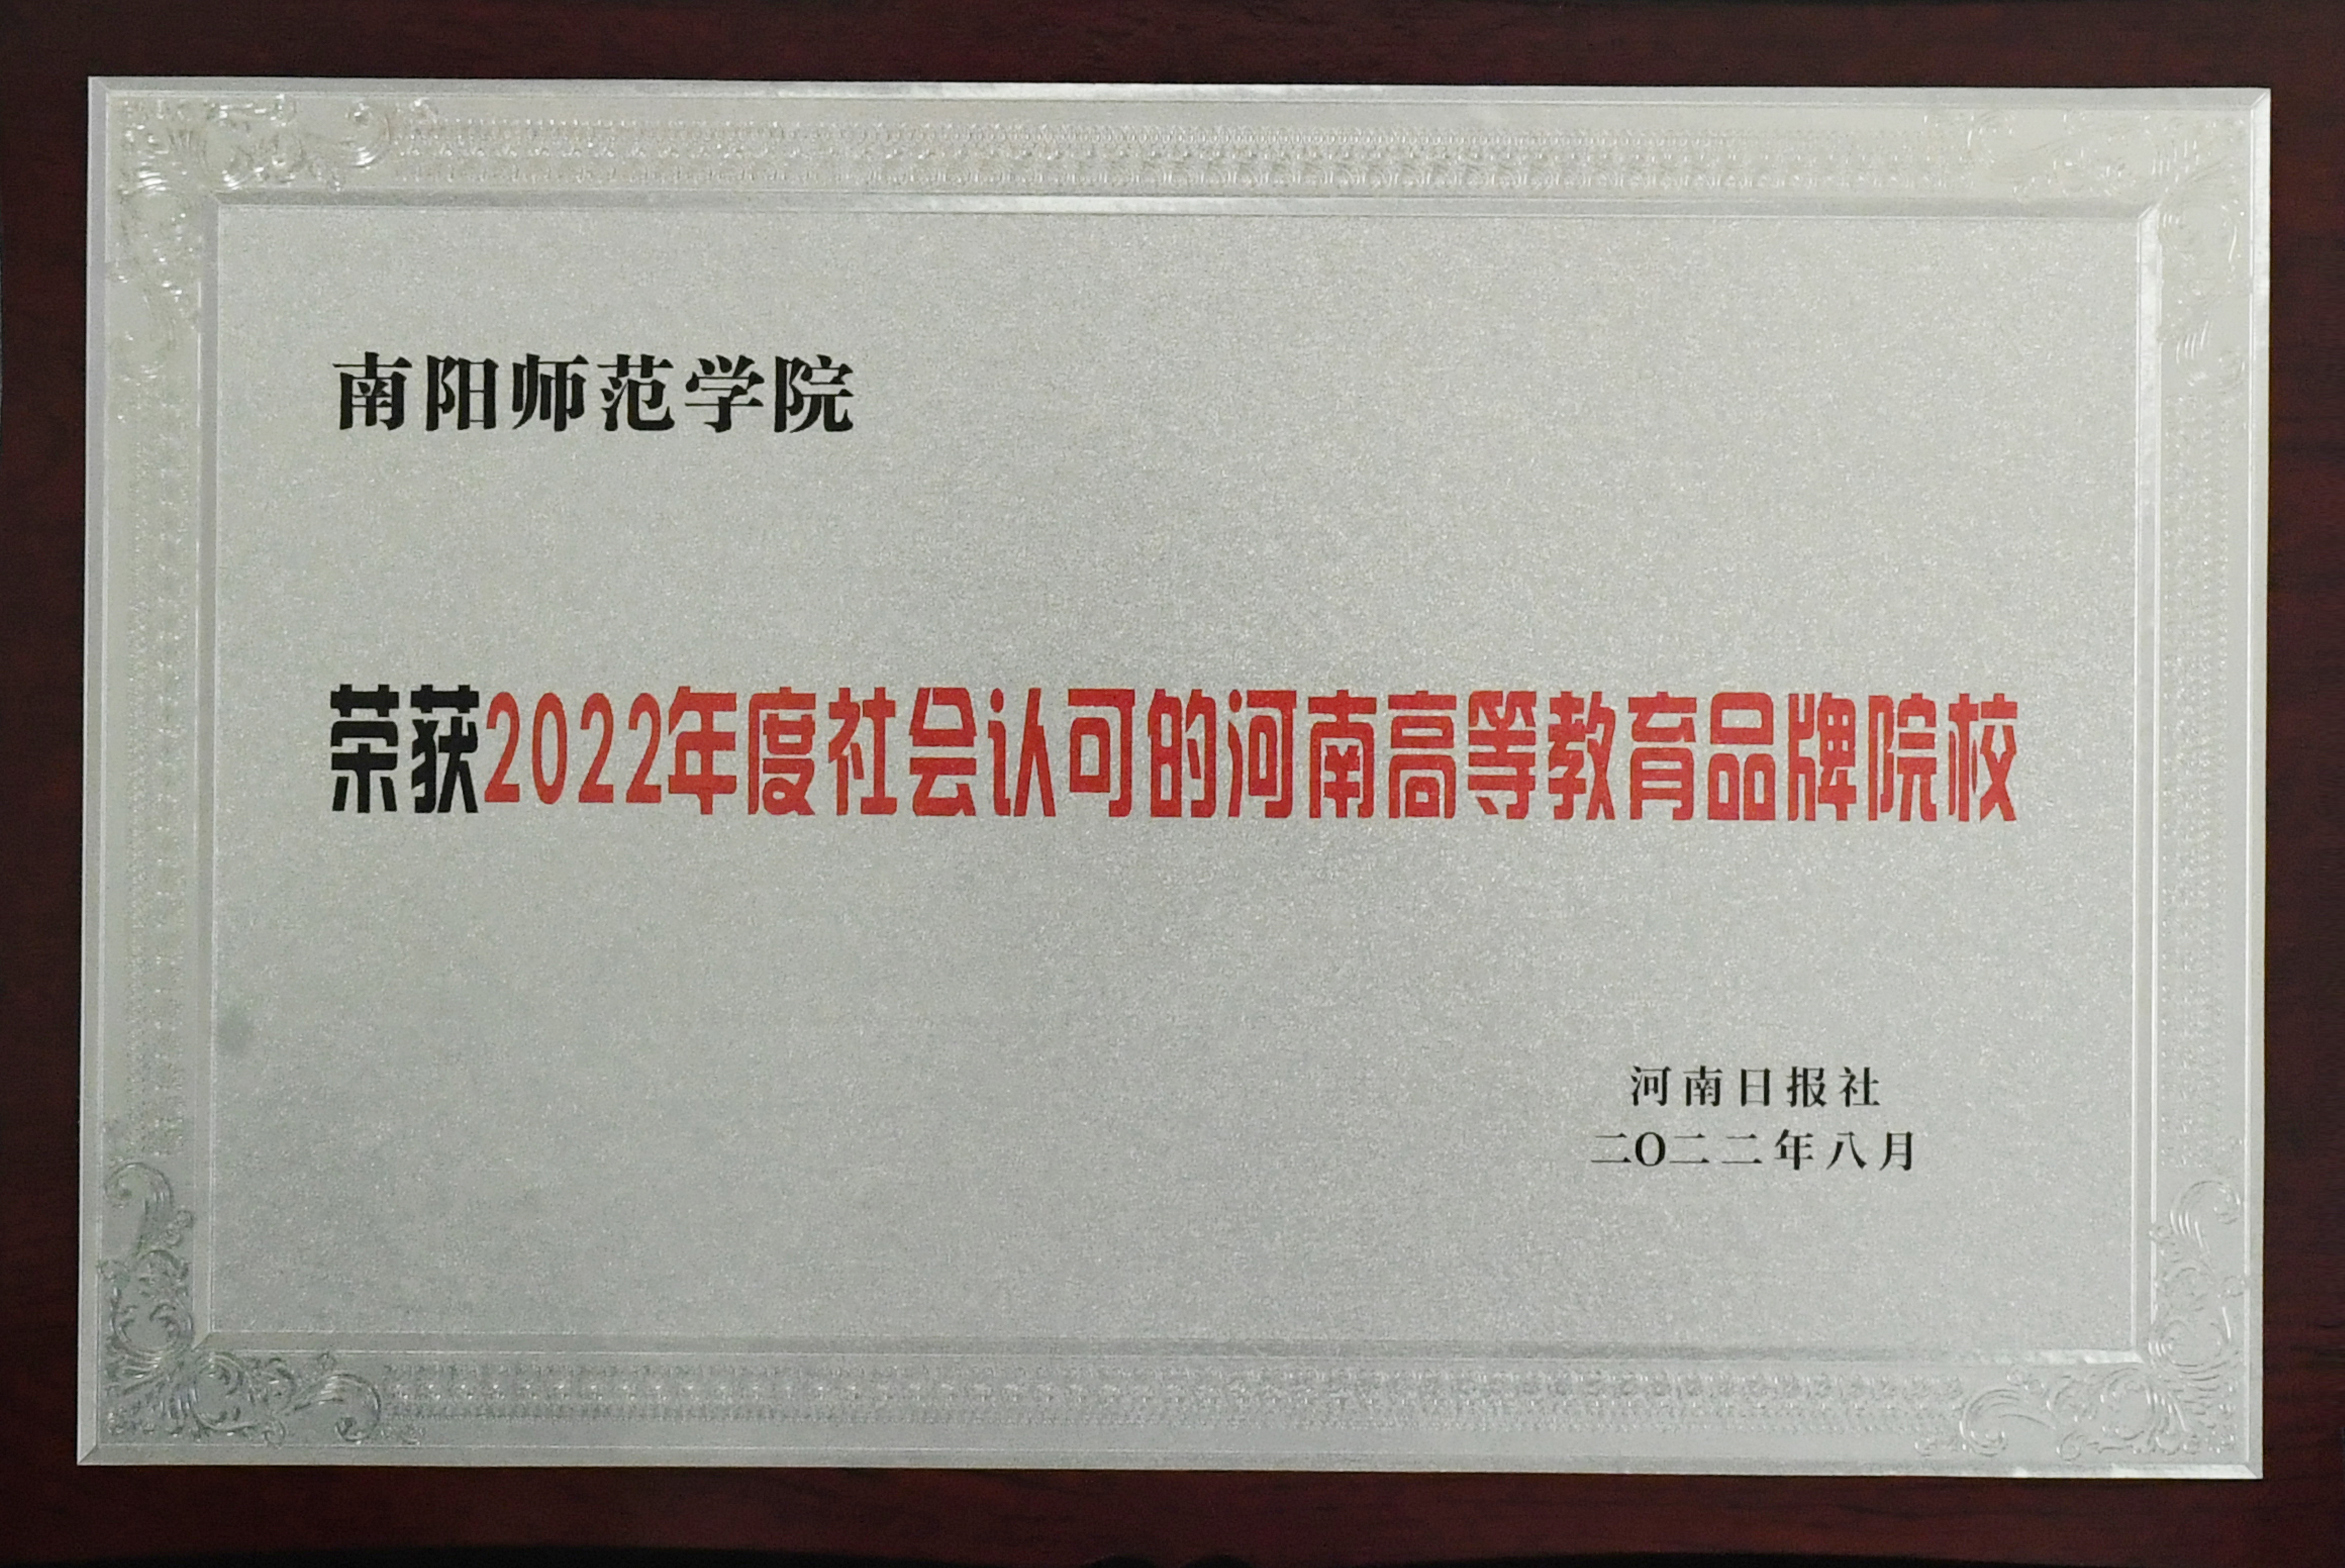 南阳师范学院
荣获2022年度社会认可的河南高等教育品牌院校
河南日报社
二〇二二年八月